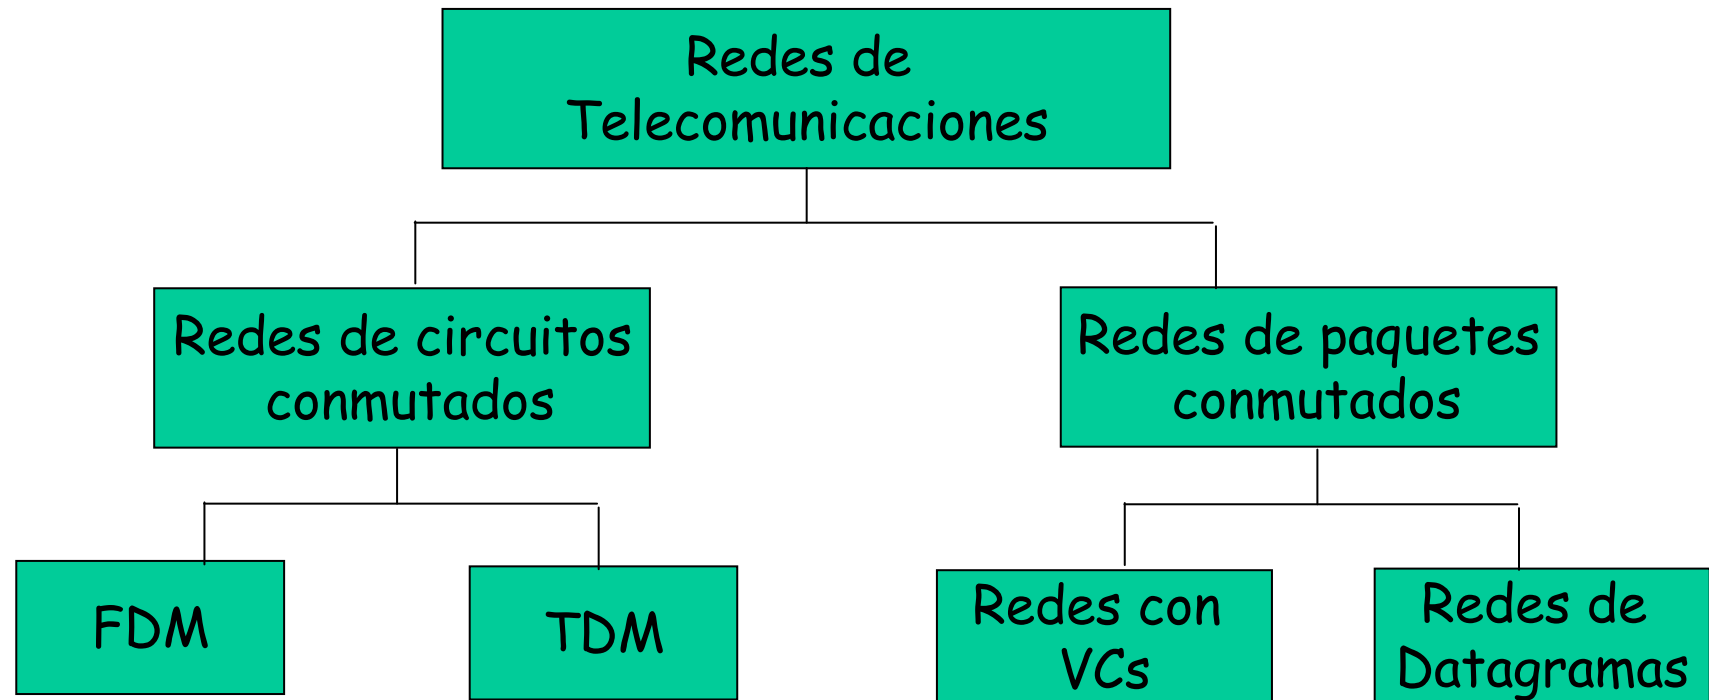 Redes de
Telecomunicaciones
Redes de circuitos
conmutados
Redes de paquetes
conmutados
FDM
TDM
Redes con
VCs
Redes de
Datagramas